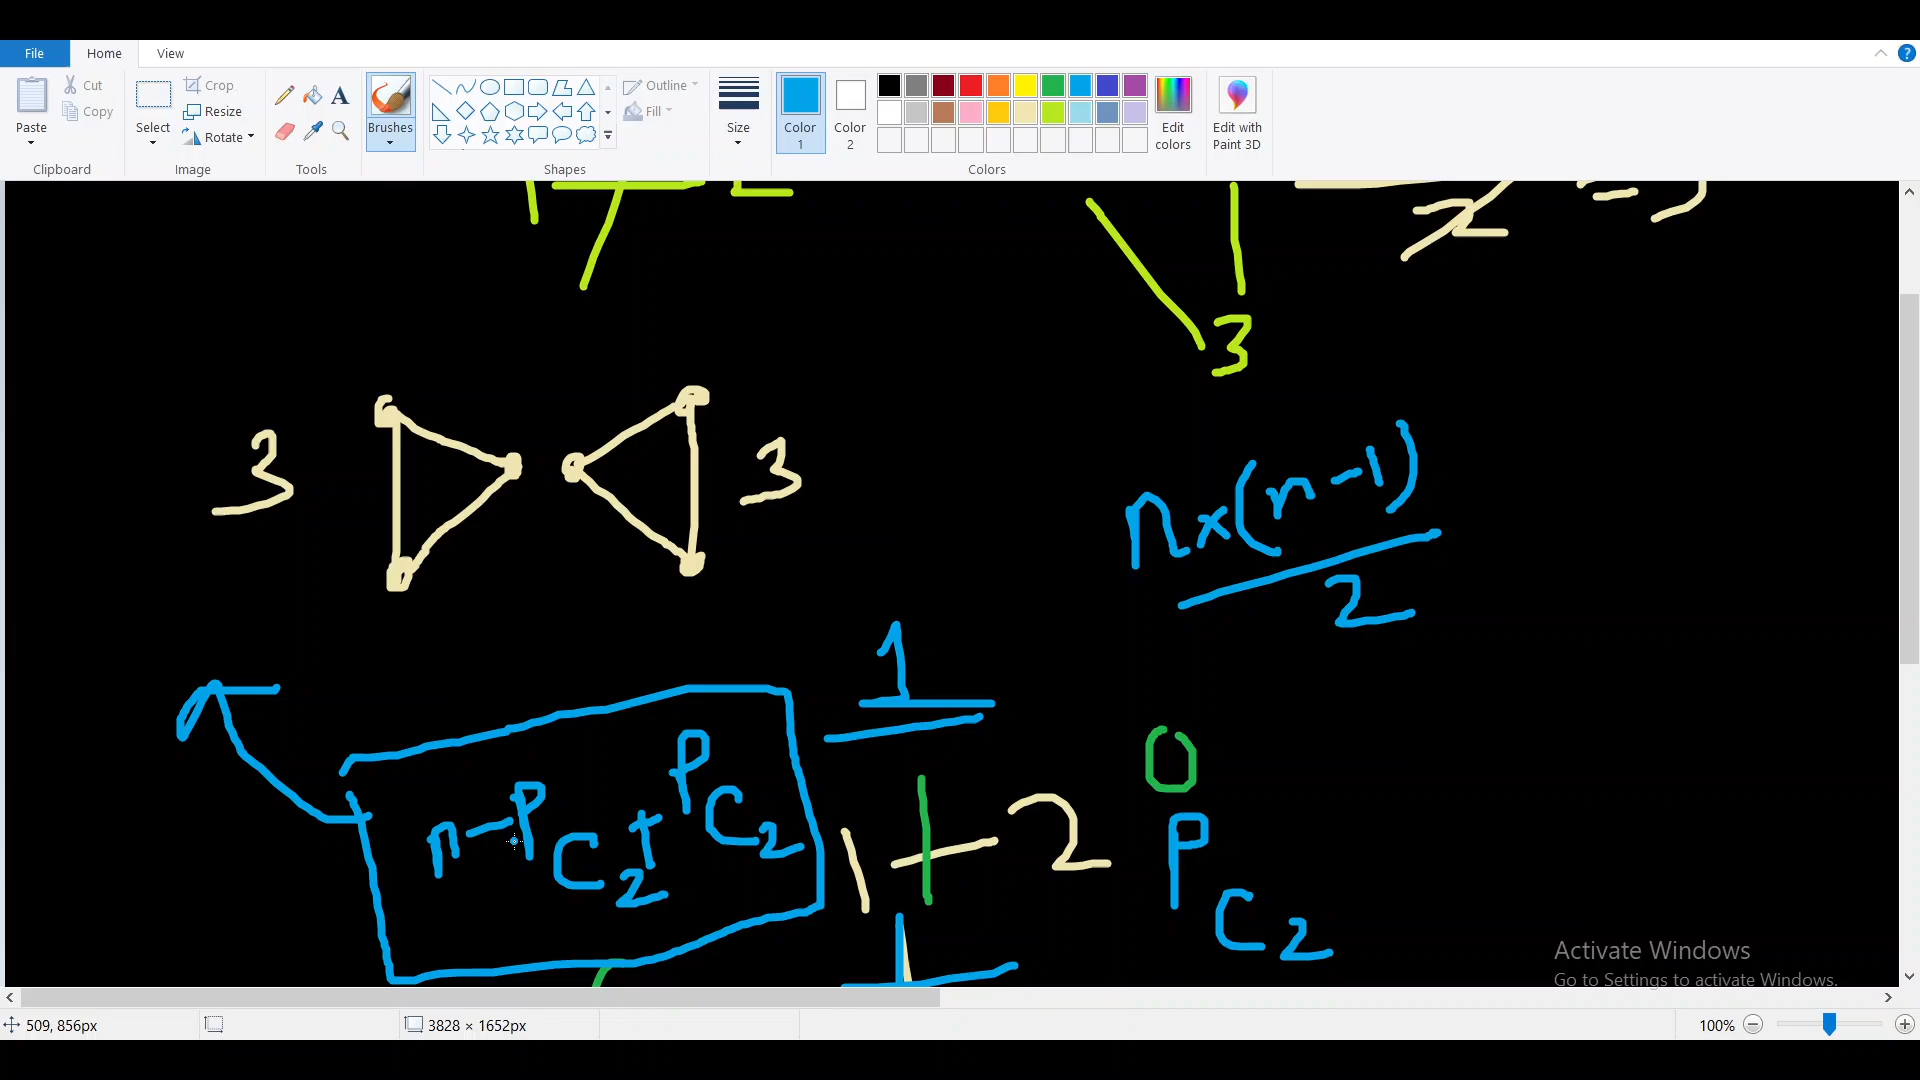 File Home View
Paste
Cut
Copy
Clipboard
Select
Crop
Resize
Rotate
Image
A
Tools
Brushes
Shapes
Outline
Fill
Size
Color 1
Color 2
Edit colors
Edit with Paint 3D
Colors
3
3 3
n×(n-1)
2
1
0
n-pC2+pC2
1+2
pC2
Activate Windows
Go to Settings to activate Windows.
509, 856px 3828 × 1652px 100%